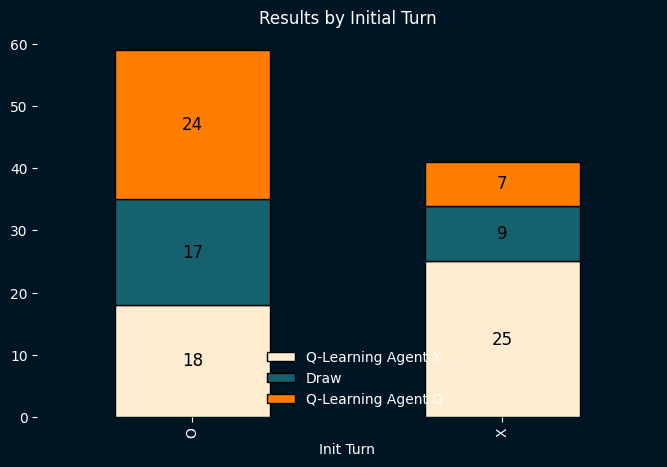 Results by Initial Turn
60
50
40
30
20
10
0
24
17
18
7
9
25
Q-Learning Agent X
Draw
Q-Learning Agent O
O
X
Init Turn